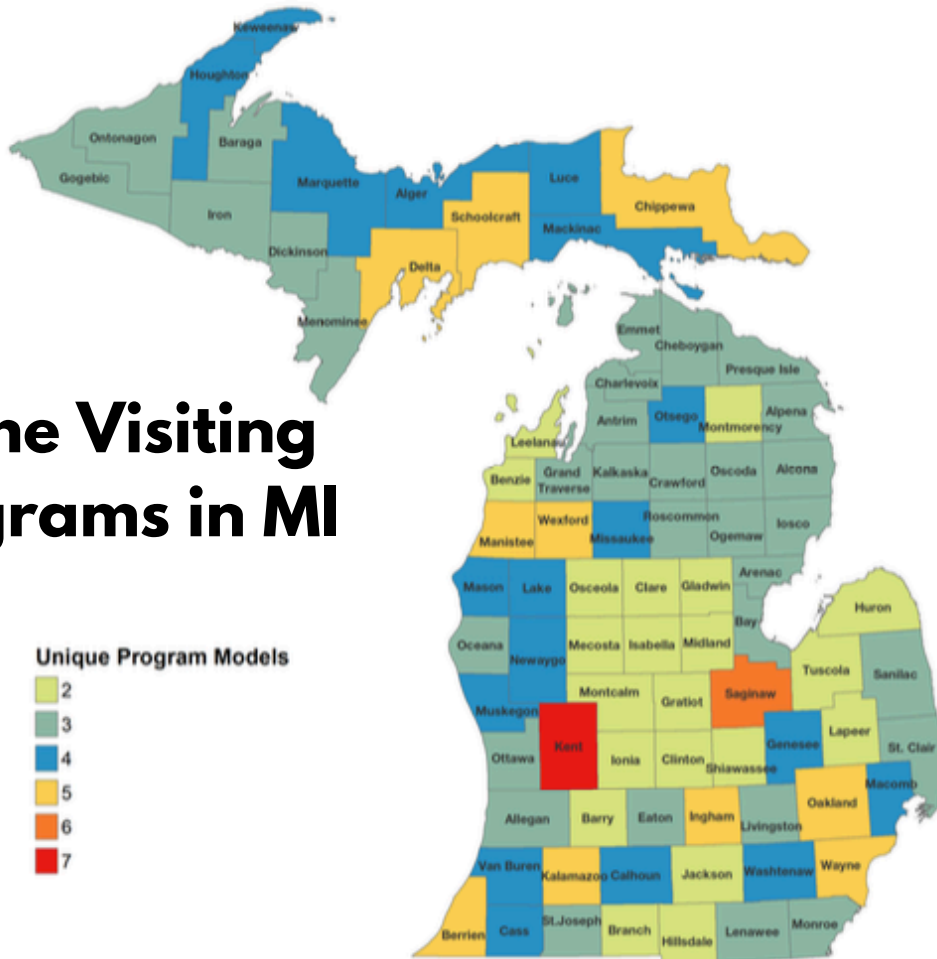 Keweenaw
Houghton
Ontonagon
Baraga
Gogebic
Marquette
Alger
Luce
Iron
Schoolcraft
Chippewa
Mackinac
Dickinson
Delta
Menominee
Emmet
Cheboygan
Presque Isle
Charlevoix
Antrim
Otsego
Montmorency
Alpena
ne Visiting
grams in MI
Leelanau
Benzie
Grand
Traverse
Kalkaska
Crawford
Oscoda
Alcona
Manistee
Wexford
Missaukee
Roscommon
Ogemaw
Iosco
Mason
Lake
Osceola
Clare
Gladwin
Arenac
Huron
Oceana
Newaygo
Mecosta
Isabella
Midland
Bay
Tuscola
Sanilac
Unique Program Models
2
3
4
5
6
7
Muskegon
Montcalm
Gratiot
Saginaw
Lapeer
St. Clair
Ottawa
Kent
Ionia
Clinton
Shiawassee
Genesee
Macomb
Allegan
Barry
Eaton
Ingham
Livingston
Oakland
Van Buren
Kalamazoo
Calhoun
Jackson
Washtenaw
Wayne
Berrien
Cass
St.Joseph
Branch
Hillsdale
Lenawee
Monroe